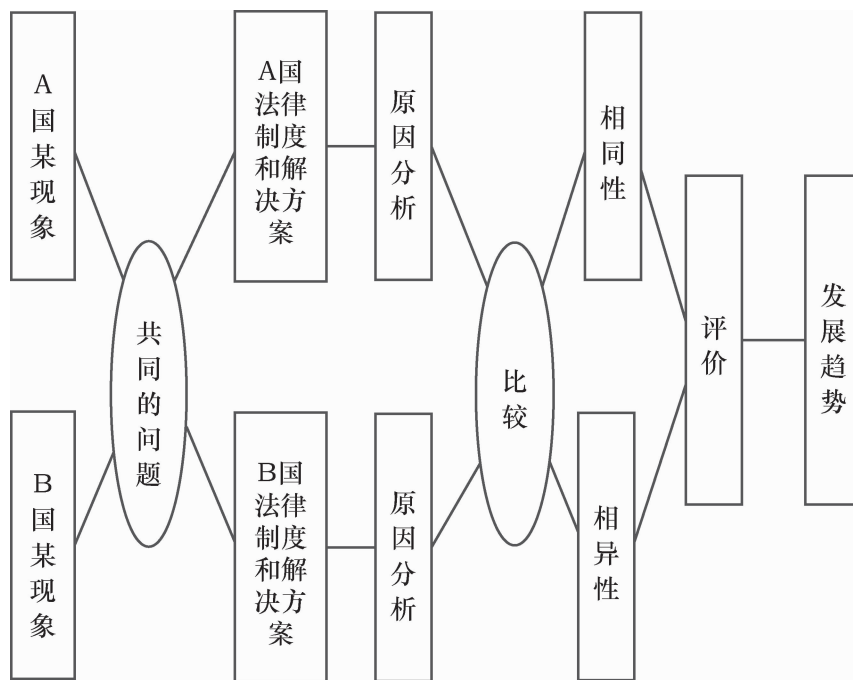 A国某现象
B国某现象
共同的问题
A国
法律
制度
和解
决方
案
原因分析
B国
法律
制度
和解
决方
案
原因分析
比较
相同性
相异性
评价
发展趋势